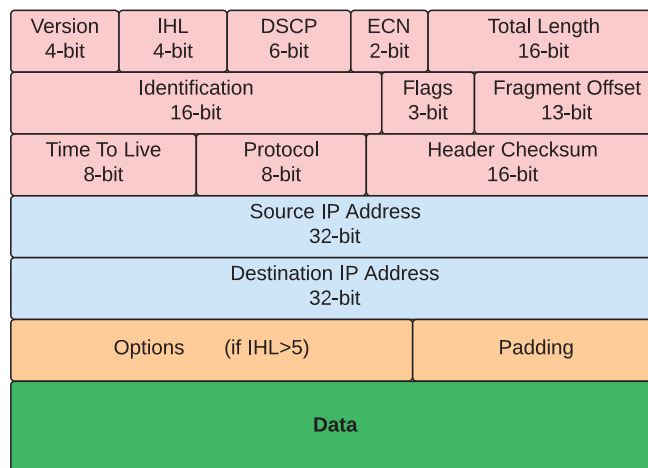 Version IHL DSCP ECN Total Length
4-bit 4-bit 6-bit 2-bit 16-bit
Identification Flags Fragment Offset
16-bit 3-bit 13-bit
Time To Live Protocol Header Checksum
8-bit 8-bit 16-bit
Source IP Address
32-bit
Destination IP Address
32-bit
Options (if IHL>5) Padding
Data